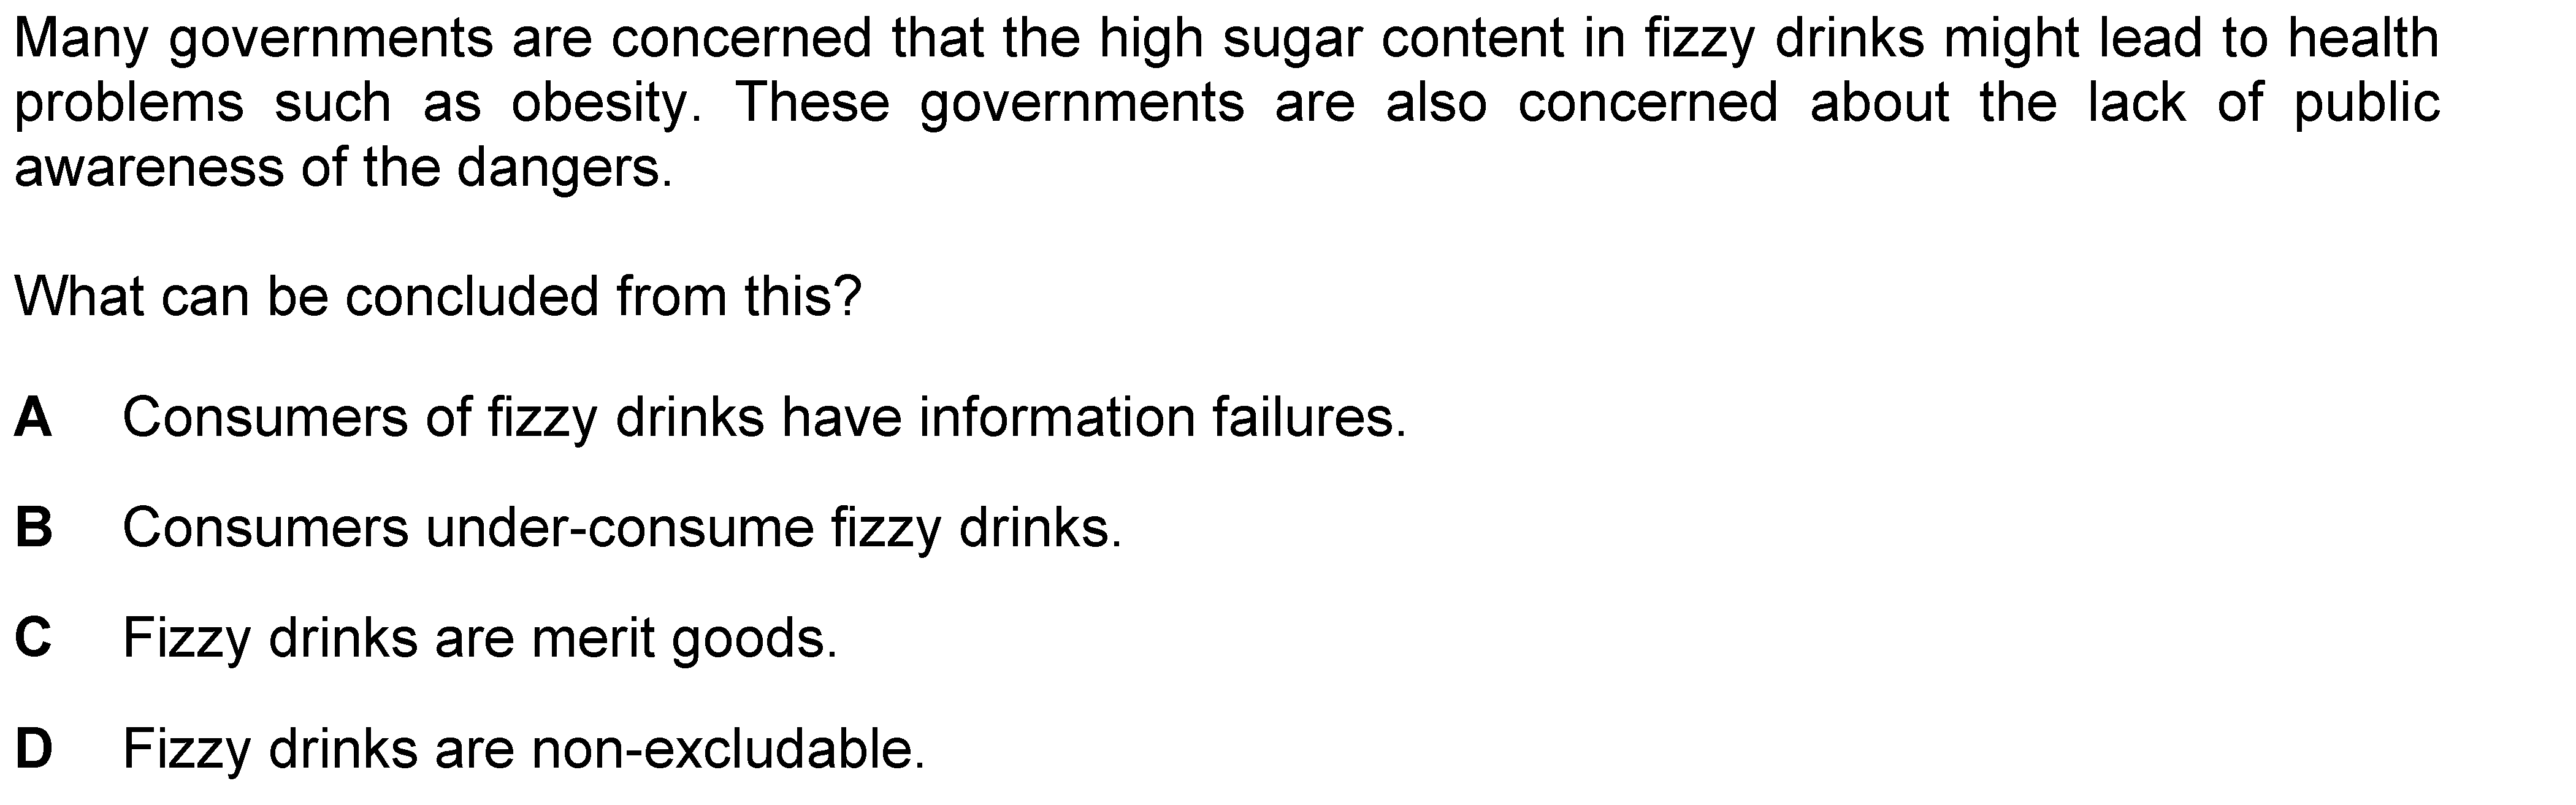 Many governments are concerned that the high sugar content in fizzy drinks might lead to health
problems such as obesity. These governments are also concerned about the lack of public
awareness of the dangers.
What can be concluded from this?
A Consumers of fizzy drinks have information failures.
B Consumers under-consume fizzy drinks.
C Fizzy drinks are merit goods.
D Fizzy drinks are non-excludable.